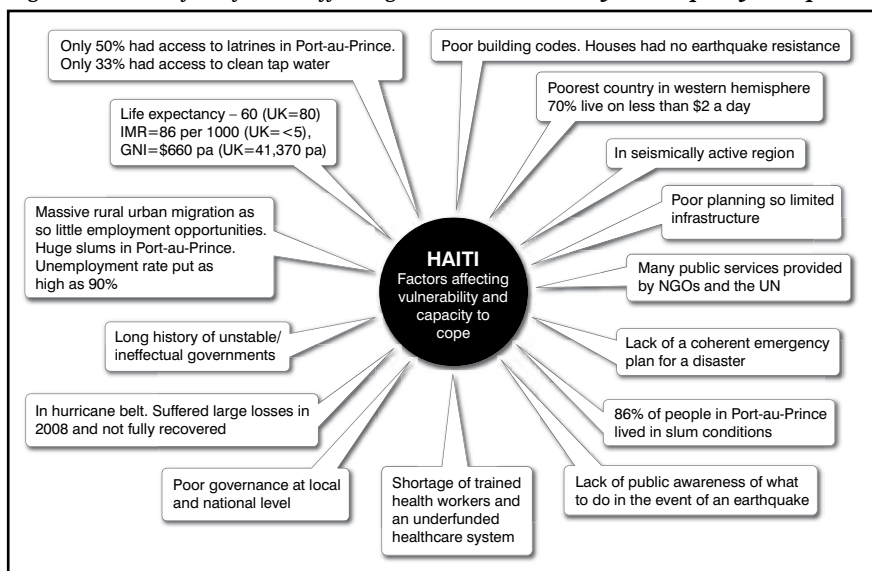 Only 50% had access to latrines in Port-au-Prince.
Only 33% had access to clean tap water
Poor building codes. Houses had no earthquake resistance
Life expectancy – 60 (UK=80)
IMR=86 per 1000 (UK=<5),
GNI=$660 pa (UK=41,370 pa)
Poorest country in western hemisphere
70% live on less than $2 a day
In seismically active region
Massive rural urban migration as
so little employment opportunities.
Huge slums in Port-au-Prince.
Unemployment rate put as
high as 90%
Poor planning so limited
infrastructure
HAITI
Factors affecting
vulnerability and
capacity to
cope
Many public services provided
by NGOs and the UN
Long history of unstable/
ineffectual governments
Lack of a coherent emergency
plan for a disaster
In hurricane belt. Suffered large losses in
2008 and not fully recovered
86% of people in Port-au-Prince
lived in slum conditions
Poor governance at local
and national level
Shortage of trained
health workers and
an underfunded
healthcare system
Lack of public awareness of what
to do in the event of an earthquake